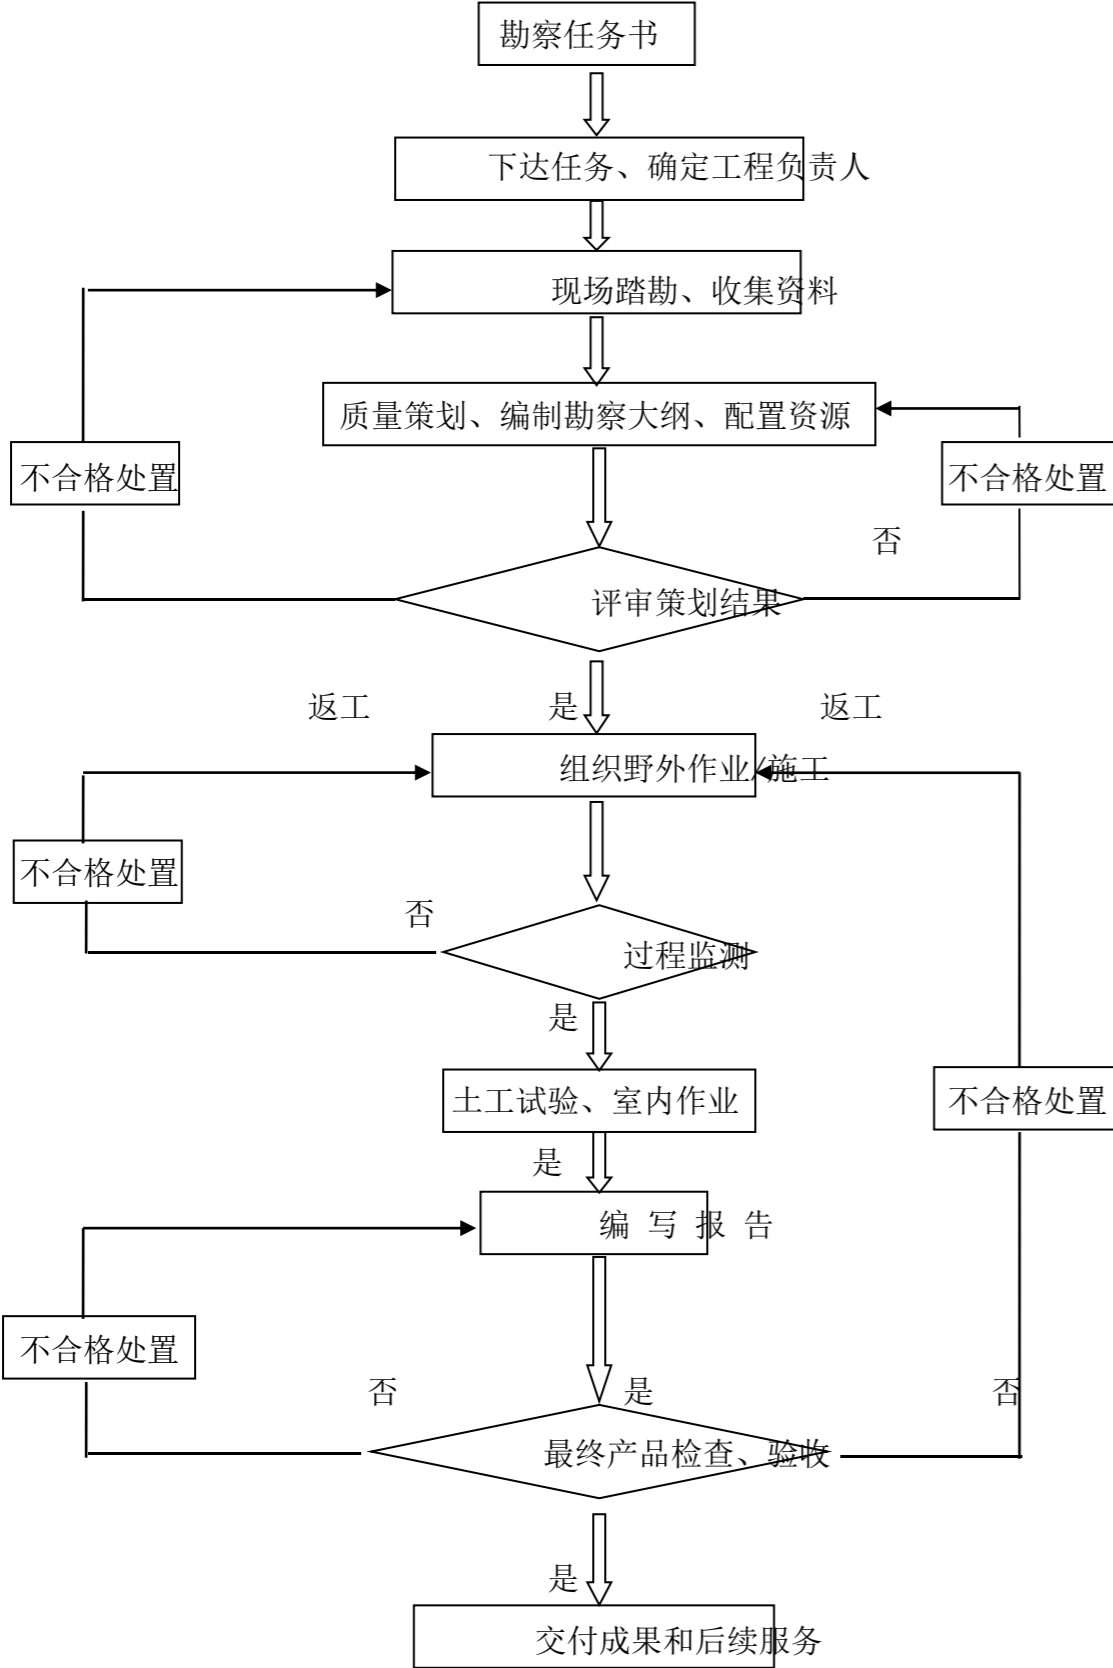 勘察任务书
下达任务、确定工程负责人
现场踏勘、收集资料
质量策划、编制勘察大纲、配置资源
不合格处置
不合格处置
否
评审策划结果
返工
是
返工
组织野外作业/施工
不合格处置
否
过程监测
是
土工试验、室内作业
不合格处置
是
编 写 报 告
不合格处置
否
是
否
最终产品检查、验收
是
交付成果和后续服务